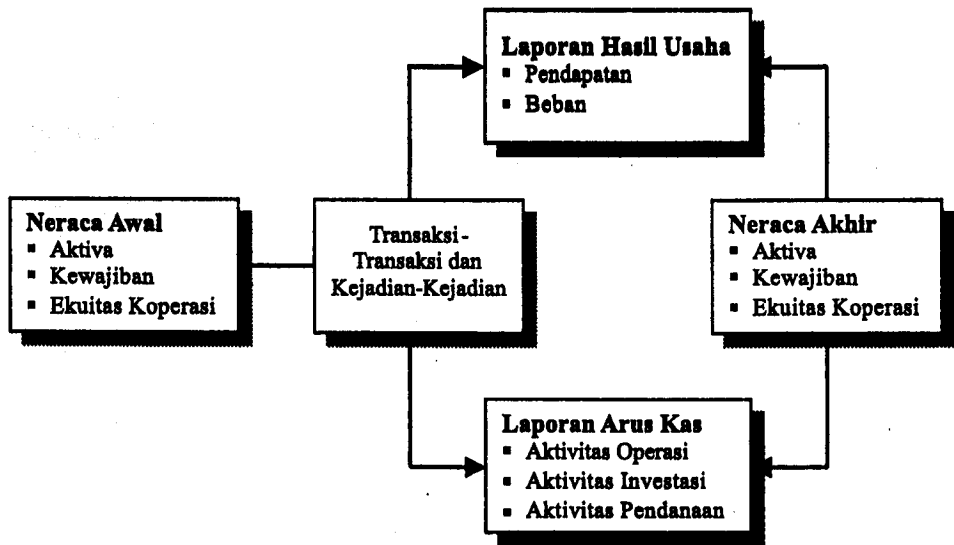 Laporan Hasil Usaha
▪ Pendapatan
▪ Beban
Neraca Awal
▪ Aktiva
▪ Kewajiban
▪ Ekuitas Koperasi
Transaksi-
Transaksi dan
Kejadian-Kejadian
Neraca Akhir
▪ Aktiva
▪ Kewajiban
▪ Ekuitas Koperasi
Laporan Arus Kas
▪ Aktivitas Operasi
▪ Aktivitas Investasi
▪ Aktivitas Pendanaan